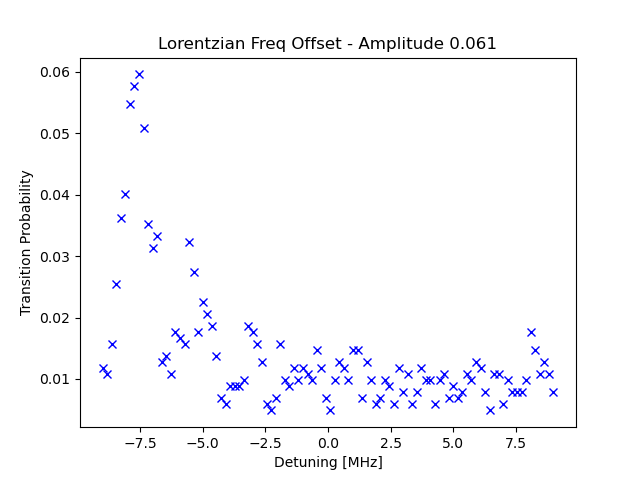 Lorentzian Freq Offset - Amplitude 0.061
Transition Probability
0.06
0.05
0.04
0.03
0.02
0.01
−7.5 −5.0 −2.5 0.0 2.5 5.0 7.5
Detuning [MHz]